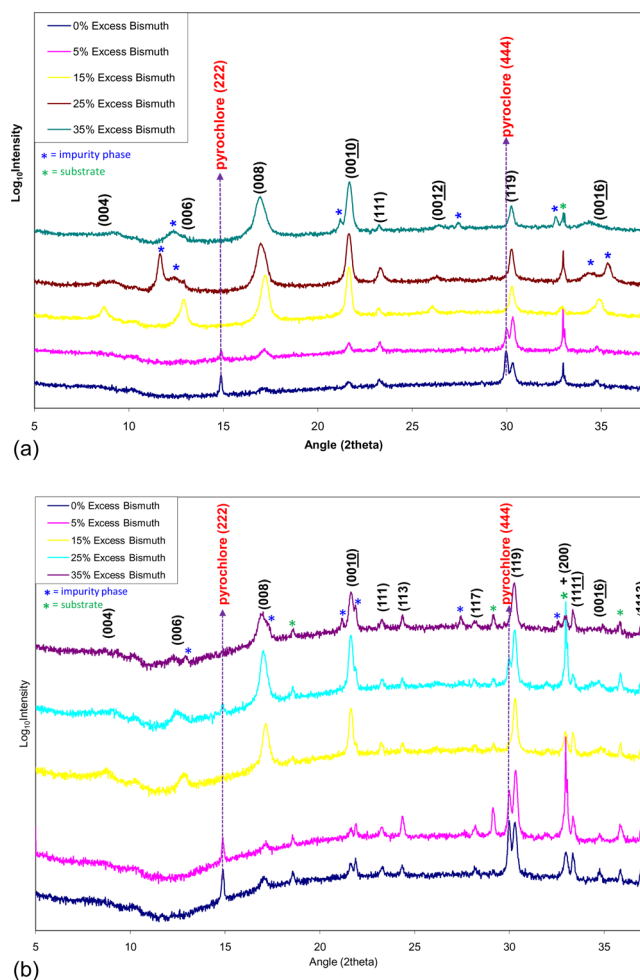 0% Excess Bismuth
5% Excess Bismuth
15% Excess Bismuth
25% Excess Bismuth
35% Excess Bismuth
* = impurity phase
* = substrate
Log10Intensity
pyrochlore (222)
pyroclore (444)
(004)
*
(006)
*
*
(008)
*
(0010)
(111)
(0012)
*
(119)
*
*
(0016)
*
*
5 10 15 20 25 30 35
Angle (2theta)
(a)
0% Excess Bismuth
5% Excess Bismuth
15% Excess Bismuth
25% Excess Bismuth
35% Excess Bismuth
* = impurity phase
* = substrate
Log10Intensity
pyrochlore (222)
pyroclore (444)
(004)
(006)
*
(008)
*
*
*
(0010)
*
(111)
(113)
*
(117)
*
(119)
*
* + (200)
(1111)
(0016)
*
5 10 15 20 25 30 35
Angle (2theta)
(b)